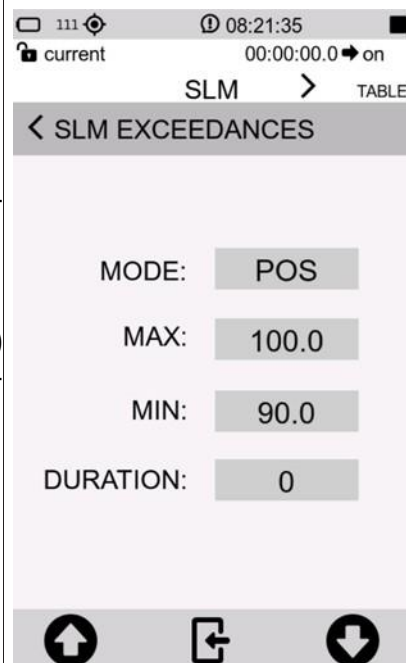 111 08:21:35
current 00:00:00.0 on
SLM > TABLE
< SLM EXCEEDANCES
MODE: POS
MAX: 100.0
MIN: 90.0
DURATION: 0